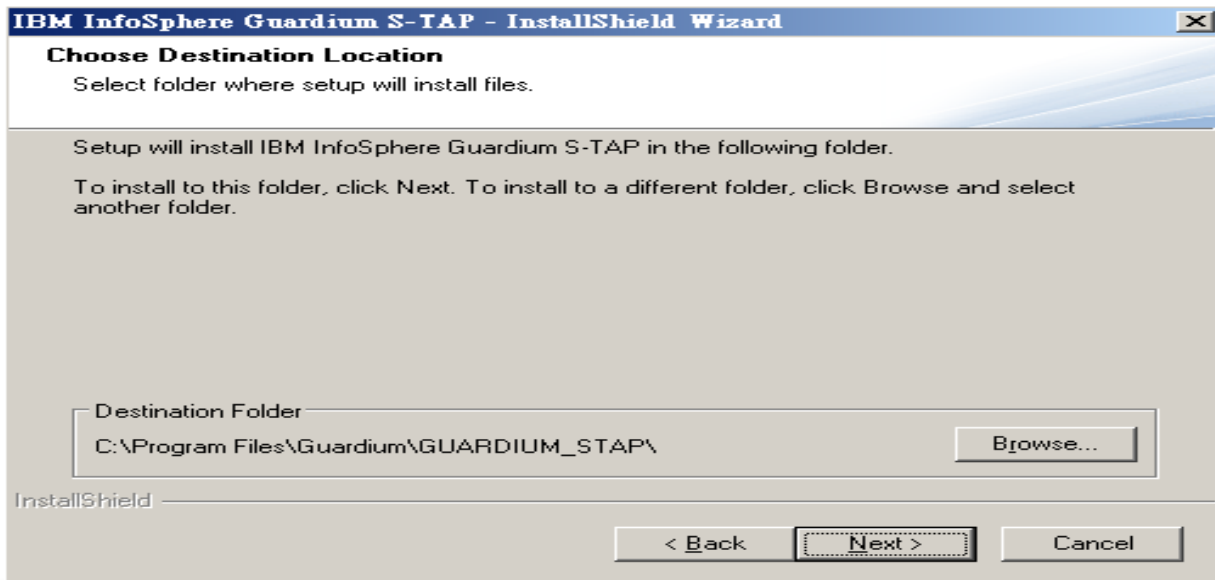 IBM InfoSphere Guardium S-TAP - InstallShield Wizard
Choose Destination Location
Select folder where setup will install files.
Setup will install IBM InfoSphere Guardium S-TAP in the following folder.
To install to this folder, click Next. To install to a different folder, click Browse and select
another folder.
Destination Folder
C:\Program Files\Guardium\GUARDIUM_STAP\
Browse...
InstallShield
< Back
Next >
Cancel